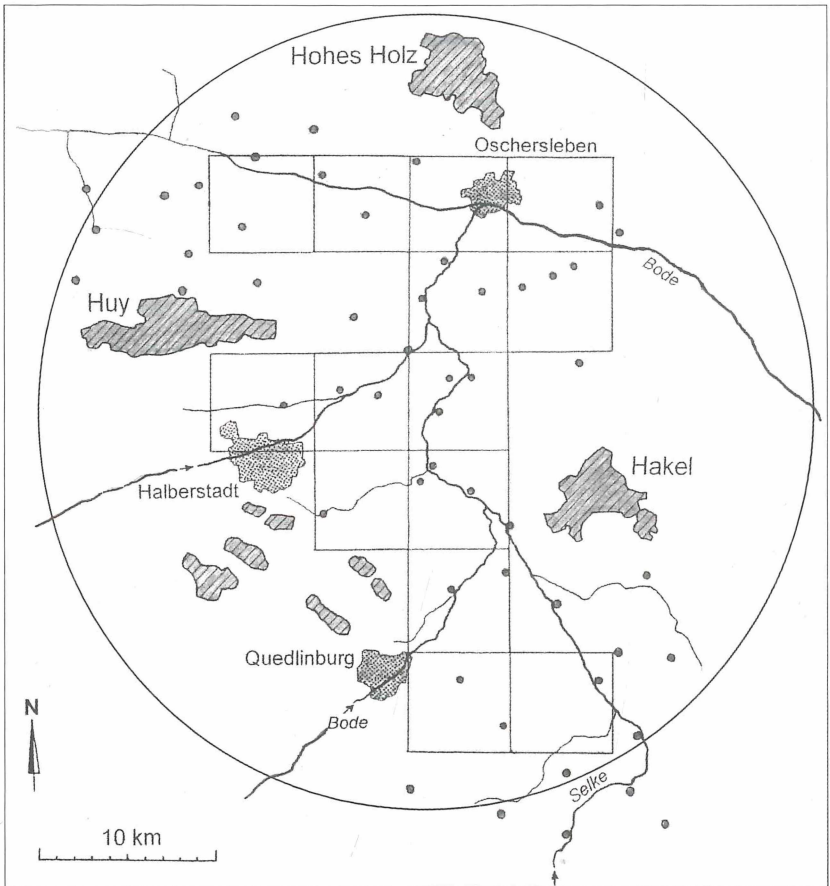 Hohes Holz
Oschersleben
Bode
Huy
Hakel
Halberstadt
Quedlinburg
Bode
N
Selke
10 km